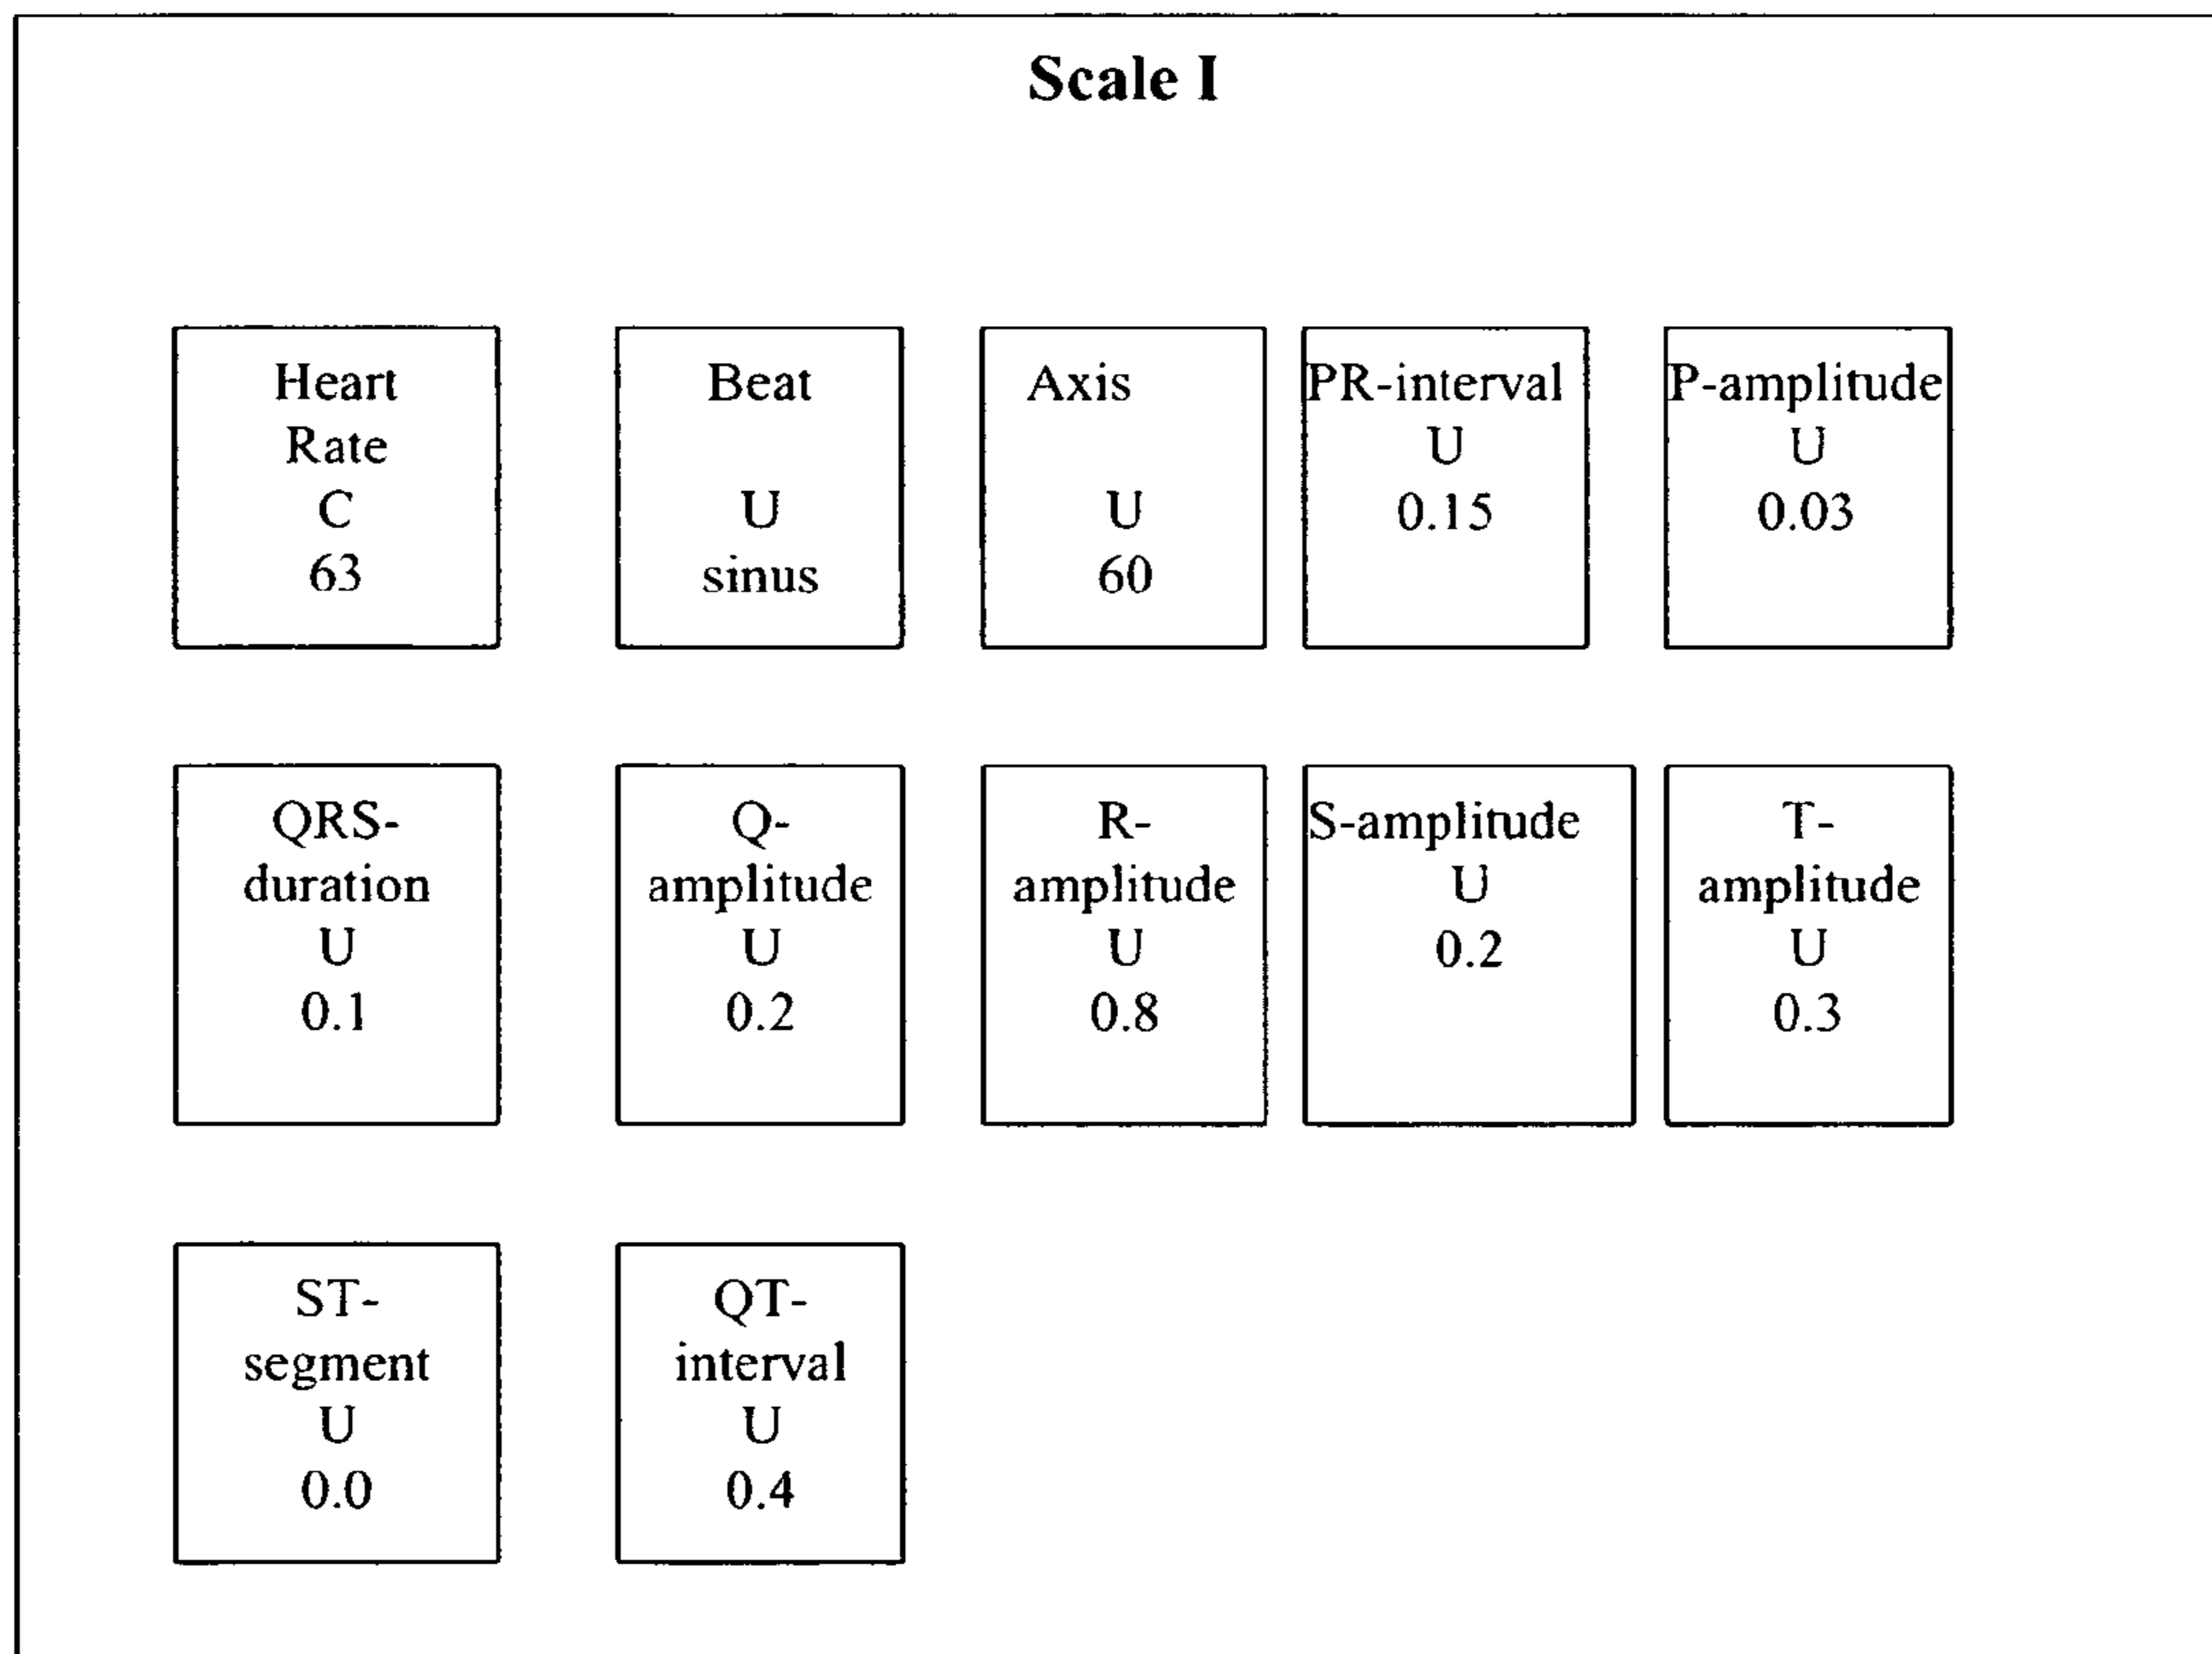 Scale I
Heart
Rate
C
63
Beat
U
sinus
Axis
U
60
PR-interval
U
0.15
P-amplitude
U
0.03
QRS-
duration
U
0.1
Q-
amplitude
U
0.2
R-
amplitude
U
0.8
S-amplitude
U
0.2
T-
amplitude
U
0.3
ST-
segment
U
0.0
QT-
interval
U
0.4